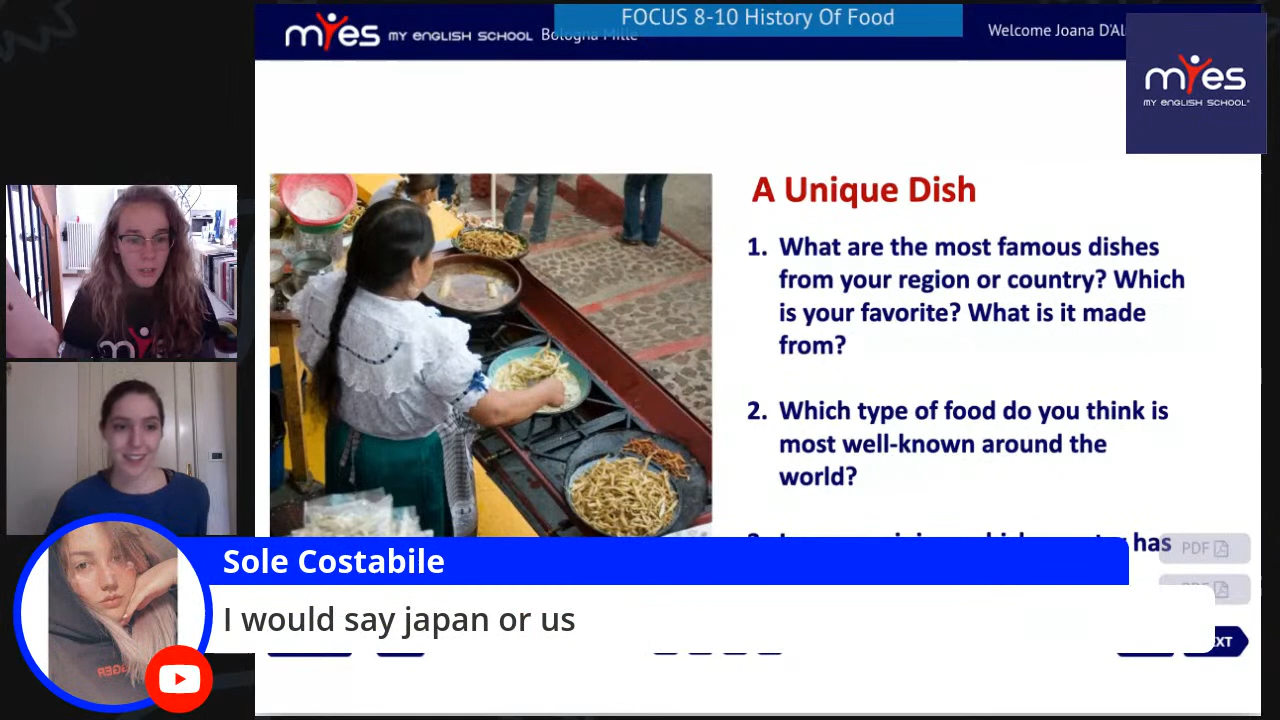 FOCUS 8-10 History Of Food
myes MY ENGLISH SCHOOL Bologna Mille
Welcome Joana D'Al
myes
MY ENGLISH SCHOOL
A Unique Dish
1. What are the most famous dishes
from your region or country? Which
is your favorite? What is it made
from?
2. Which type of food do you think is
most well-known around the
world?
has
PDF
Sole Costabile
I would say japan or us